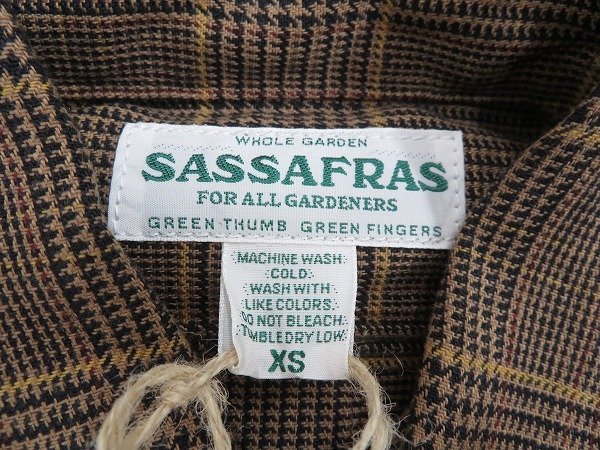 WHOLE GARDEN
SASSAFRAS
FOR ALL GARDENERS
GREEN THUMB GREEN FINGERS
MACHINE WASH
COLD.
WASH WITH
LIKE COLORS.
DO NOT BLEACH.
TUMBLE DRY LOW.
XS